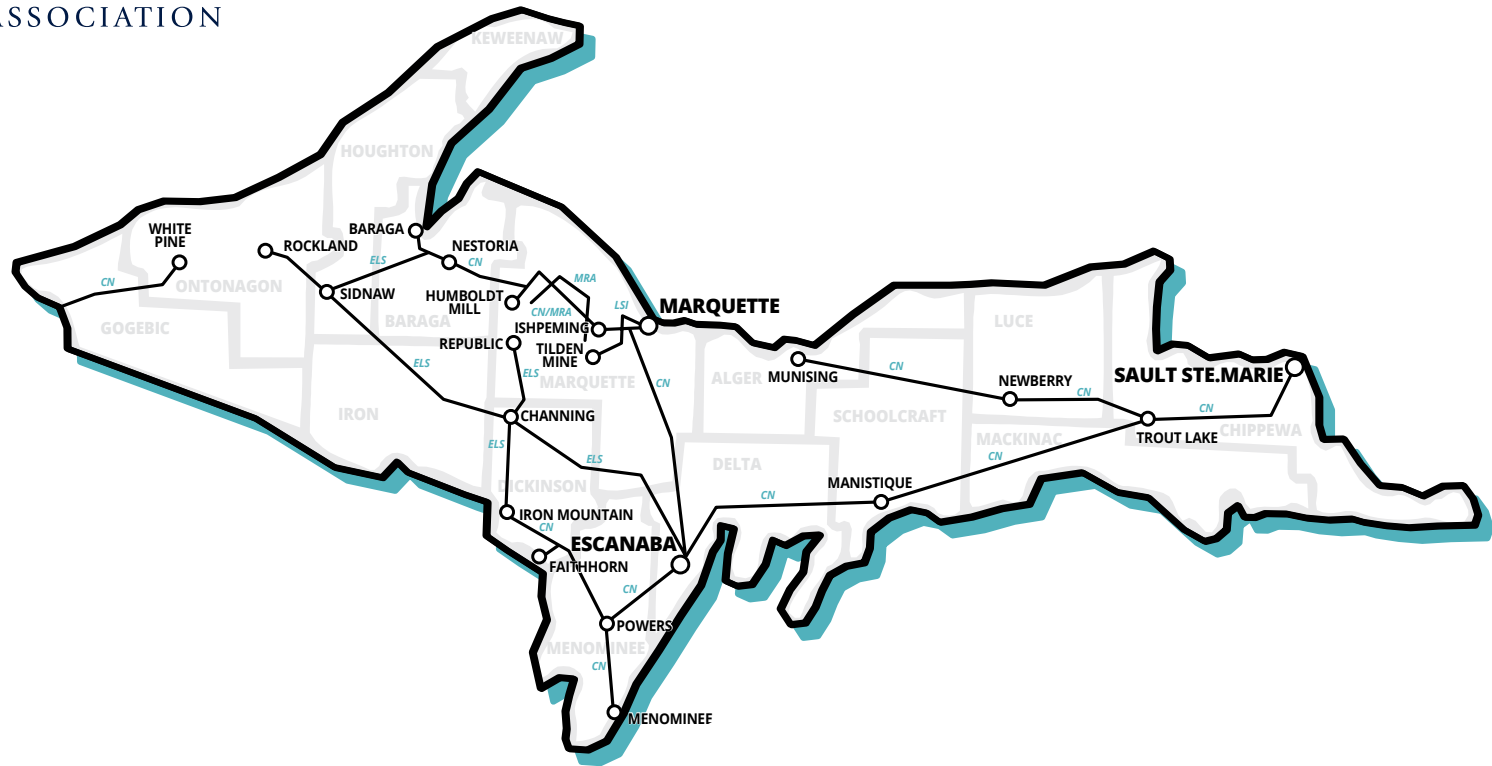 ASSOCIATION
KEWEENAW
HOUGHTON
WHITE
PINE
BARAGA
ROCKLAND
NESTORIA
ELS
CN
CN
ONTONAGON
SIDNAW
HUMBOLDT
MILL
MRA
LSI
MARQUETTE
CN/MRA
GOGEBIC
BARAGA
ISHPEMING
LUCE
REPUBLIC
TILDEN
MINE
ELS
ELS
MARQUETTE
CN
ALGER
MUNISING
CN
NEWBERRY
CN
SAULT STE.MARIE
IRON
CHANNING
SCHOOLCRAFT
CN
TROUT LAKE
CHIPPEWA
MACKINAC
ELS
ELS
DELTA
CN
DICKINSON
CN
MANISTIQUE
IRON MOUNTAIN
CN
ESCANABA
FAITHHORN
CN
POWERS
MENOMINEE
CN
MENOMINEE